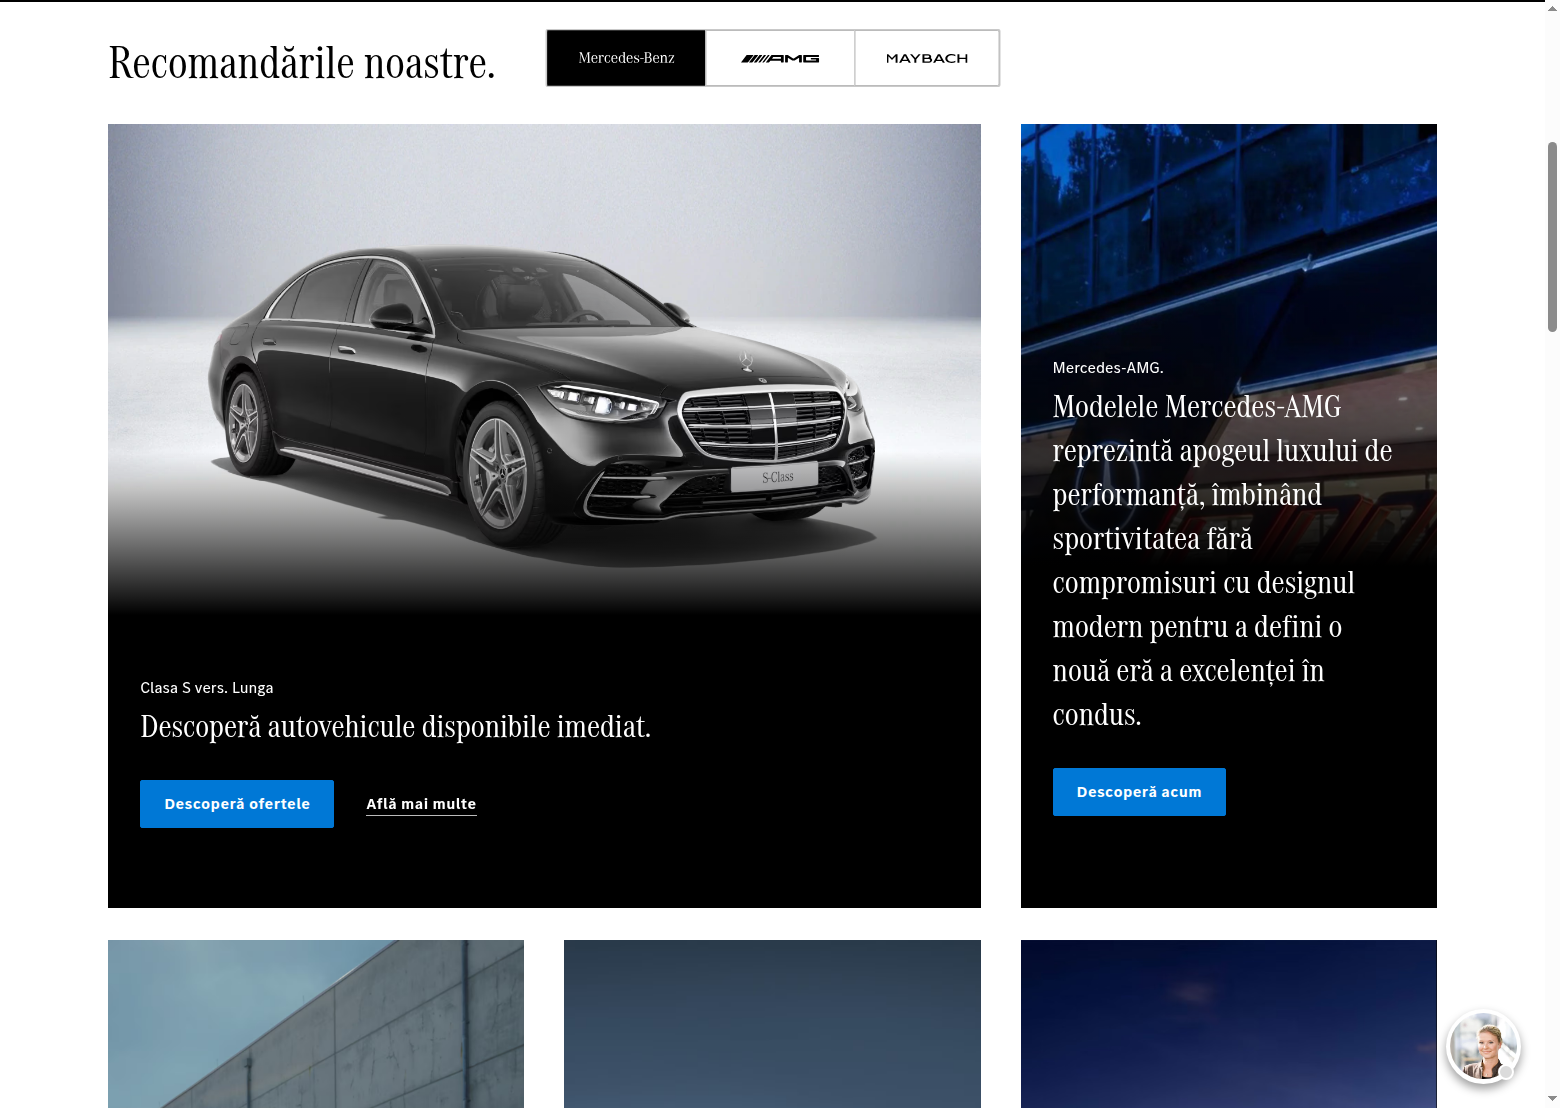 Recomandările noastre.
Mercedes-Benz
AMG
MAYBACH
S-Class
Clasa S vers. Lunga
Descoperă autovehicule disponibile imediat.
Descoperă ofertele
Află mai multe
Mercedes-AMG.
Modelele Mercedes-AMG
reprezintă apogeul luxului de
performanță, îmbinând
sportivitatea fără
compromisuri cu designul
modern pentru a defini o
nouă eră a excelenței în
condus.
Descoperă acum